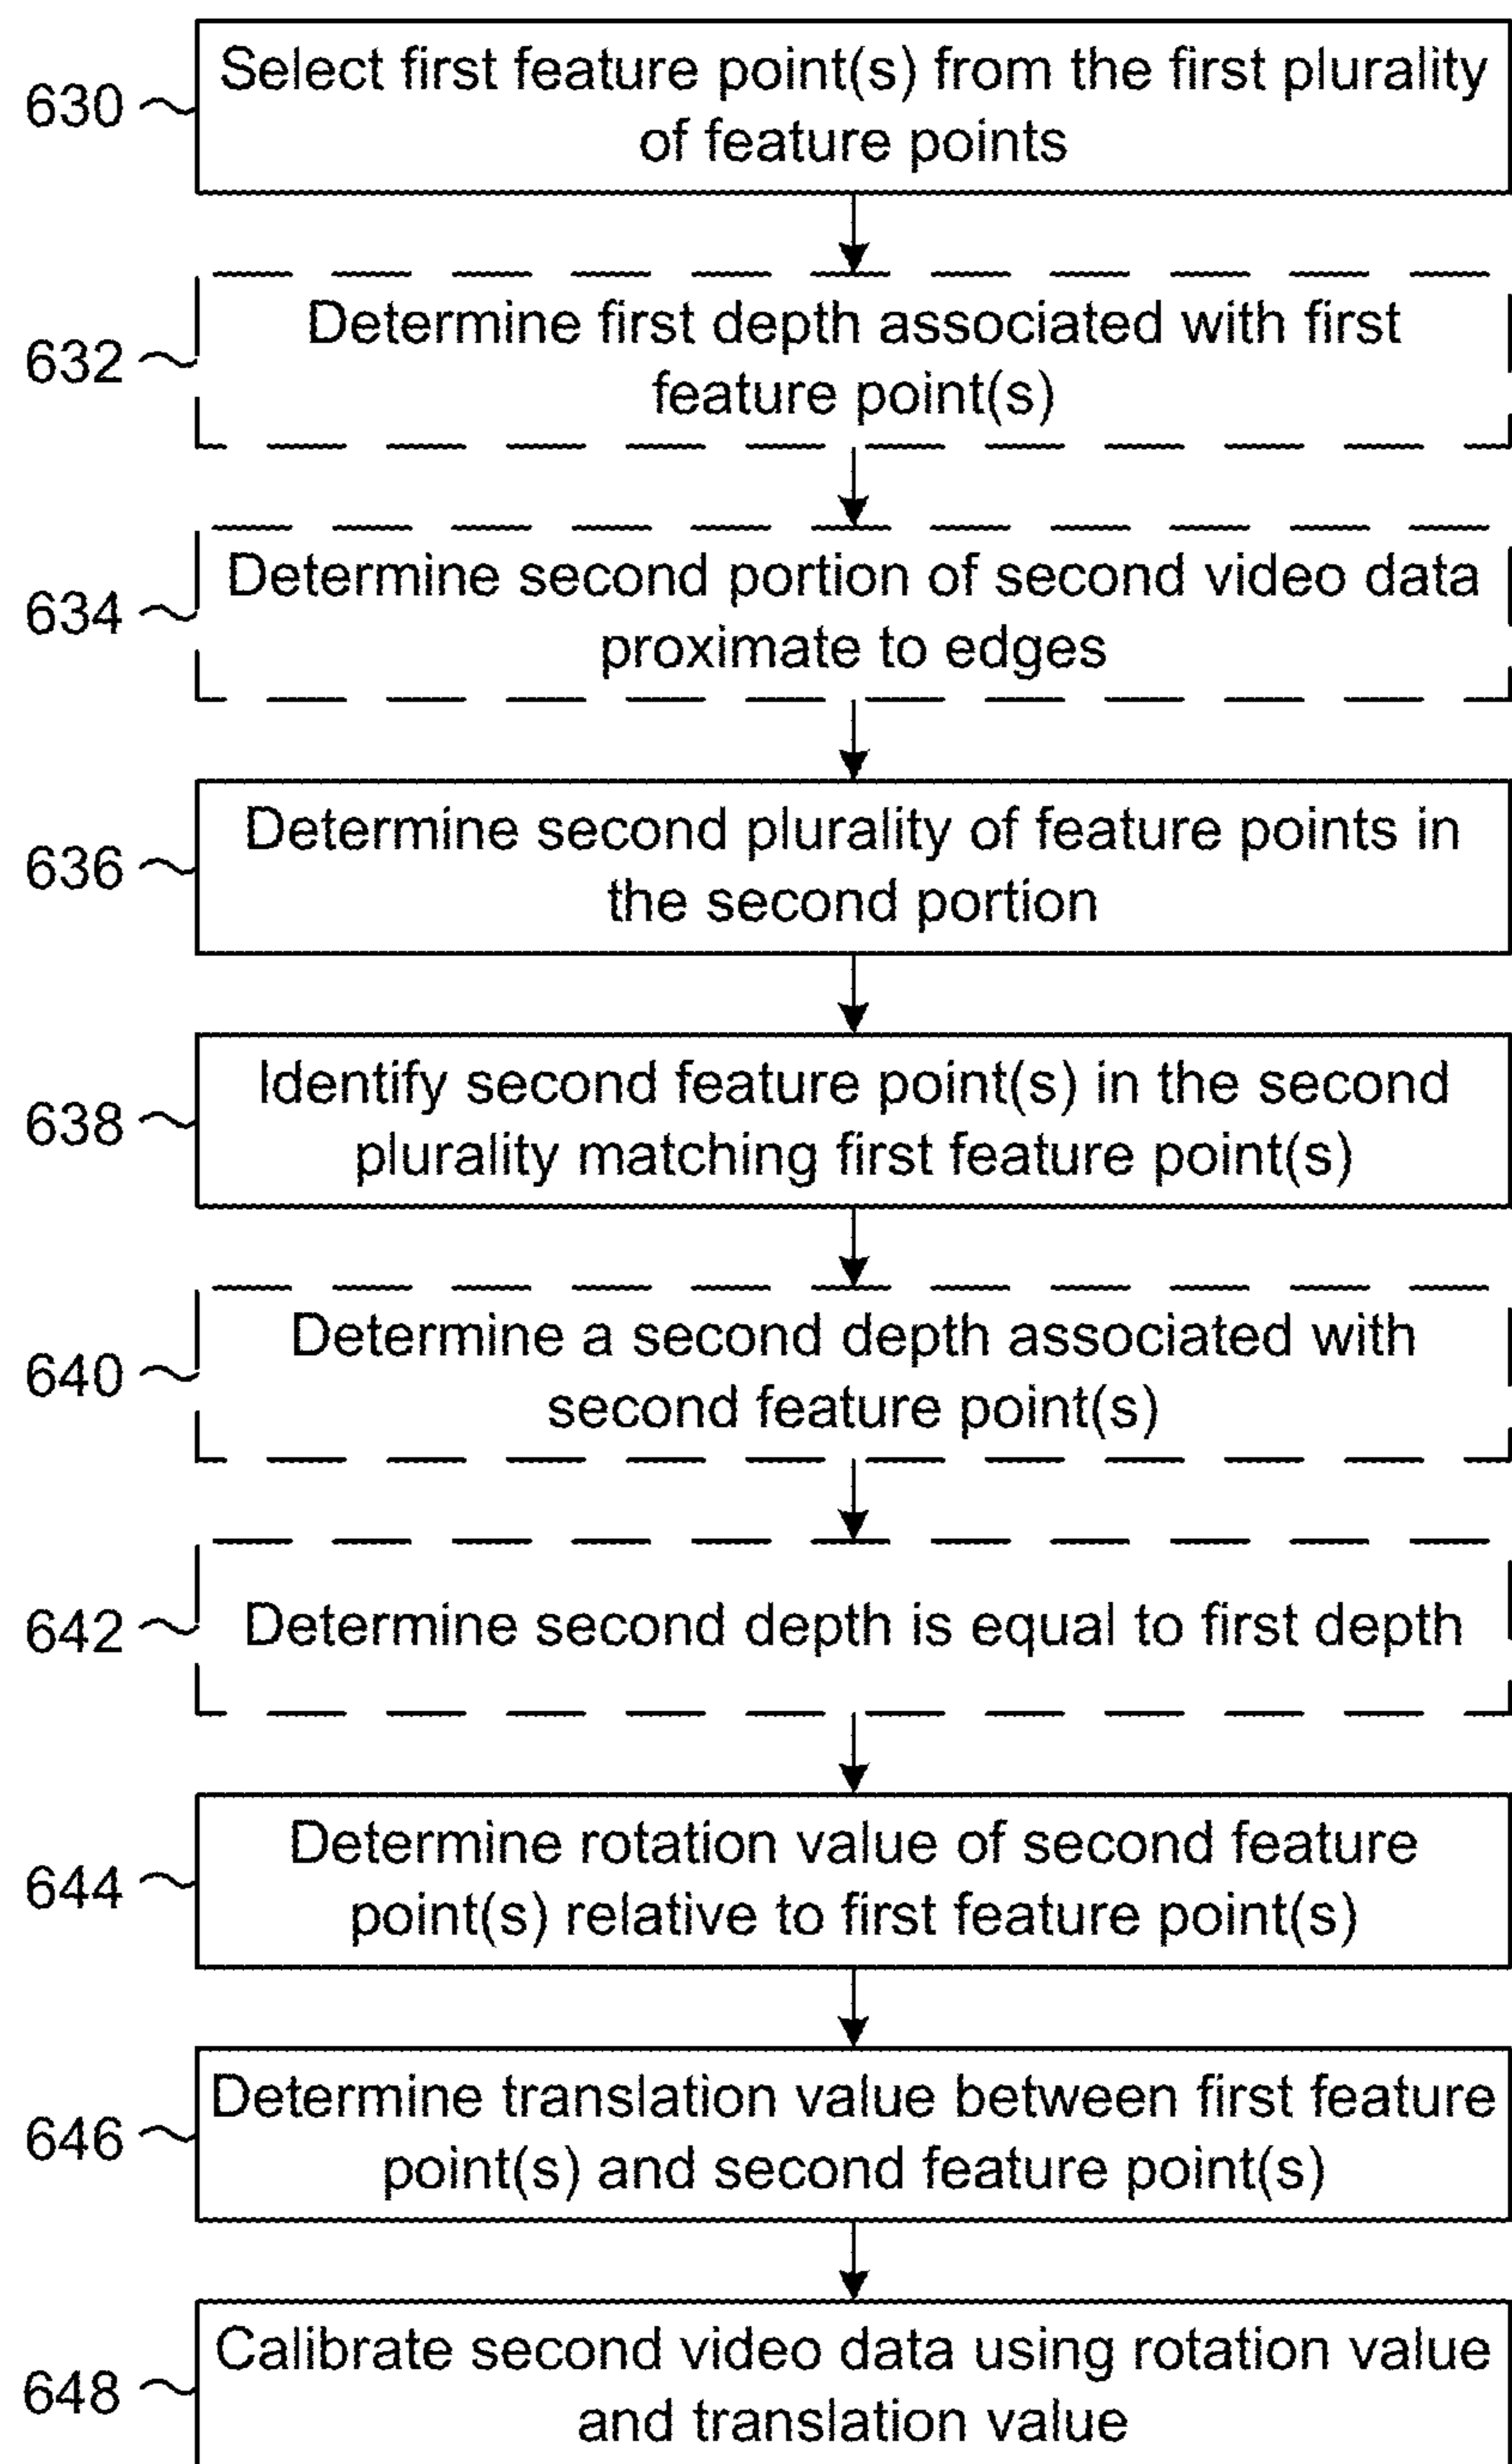 630
Select first feature point(s) from the first plurality
of feature points
632
Determine first depth associated with first
feature point(s)
634
Determine second portion of second video data
proximate to edges
636
Determine second plurality of feature points in
the second portion
638
Identify second feature point(s) in the second
plurality matching first feature point(s)
640
Determine a second depth associated with
second feature point(s)
642
Determine second depth is equal to first depth
644
Determine rotation value of second feature
point(s) relative to first feature point(s)
646
Determine translation value between first feature
point(s) and second feature point(s)
648
Calibrate second video data using rotation value
and translation value